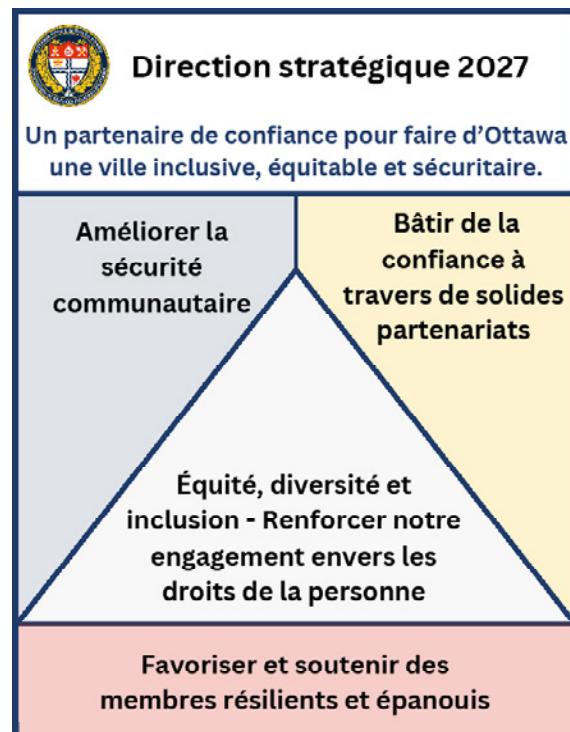 Direction stratégique 2027
Un partenaire de confiance pour faire d'Ottawa
une ville inclusive, équitable et sécuritaire.
Améliorer la
sécurité
communautaire
Bâtir de la
confiance à
travers de solides
partenariats
Équité, diversité et
inclusion - Renforcer notre
engagement envers les
droits de la personne
Favoriser et soutenir des
membres résilients et épanouis